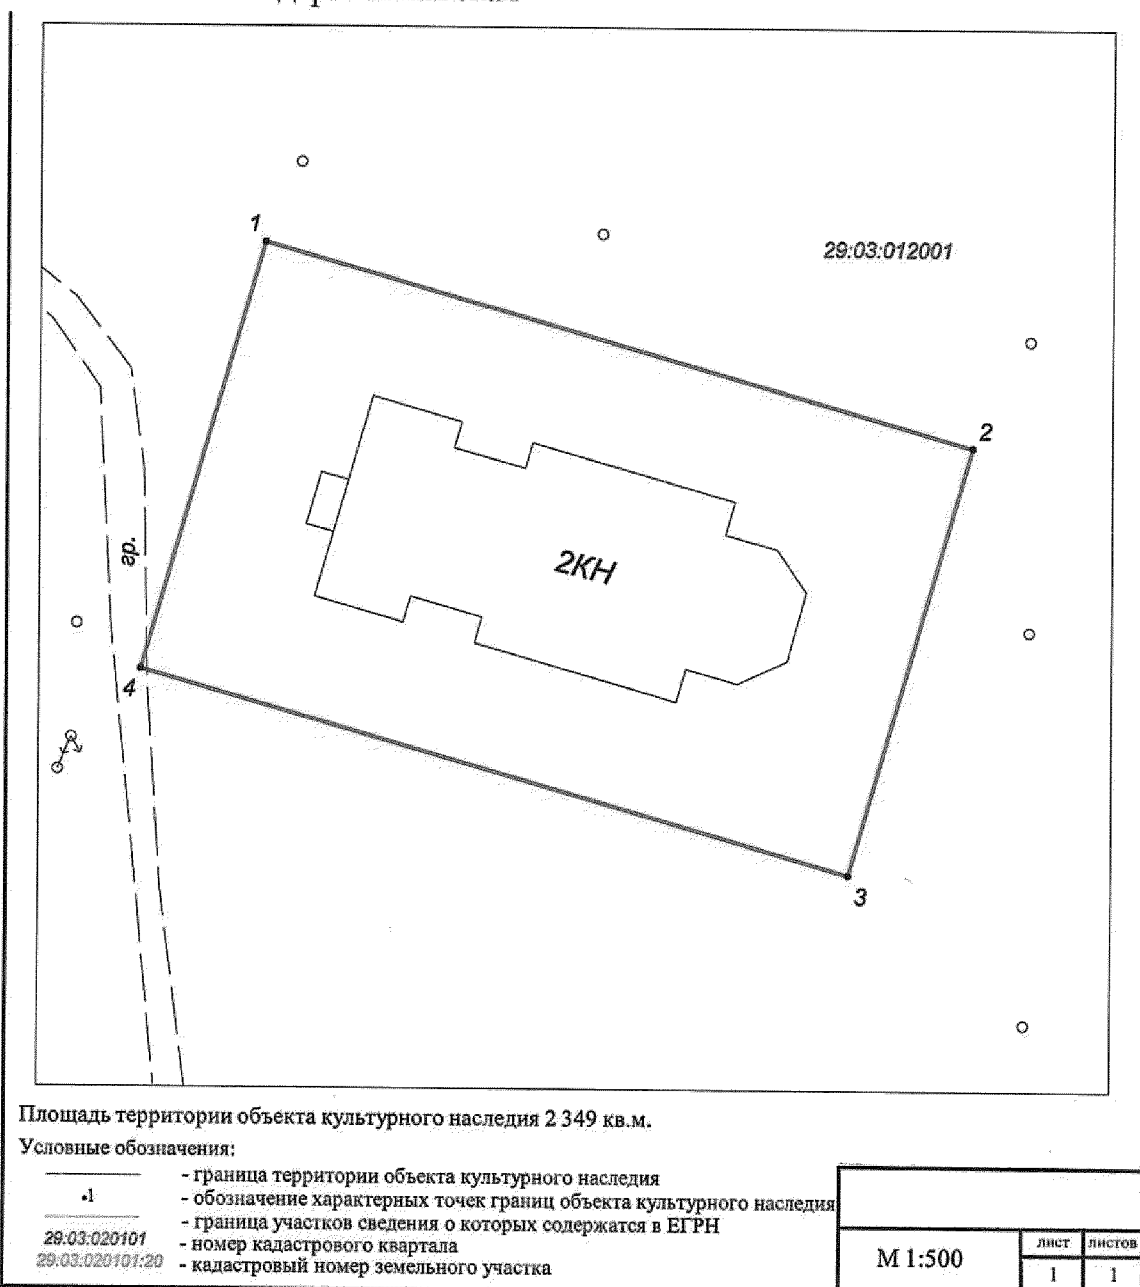 1
29:03:012001
2
гр.
2КН
4
3
Площадь территории объекта культурного наследия 2 349 кв.м.
Условные обозначения:
- граница территории объекта культурного наследия
.1 - обозначение характерных точек границ объекта культурного наследия
- граница участков сведения о которых содержатся в ЕГРН
29:03:020101 - номер кадастрового квартала
29:03:020101:20 - кадастровый номер земельного участка
М 1:500
лист листов
1 1